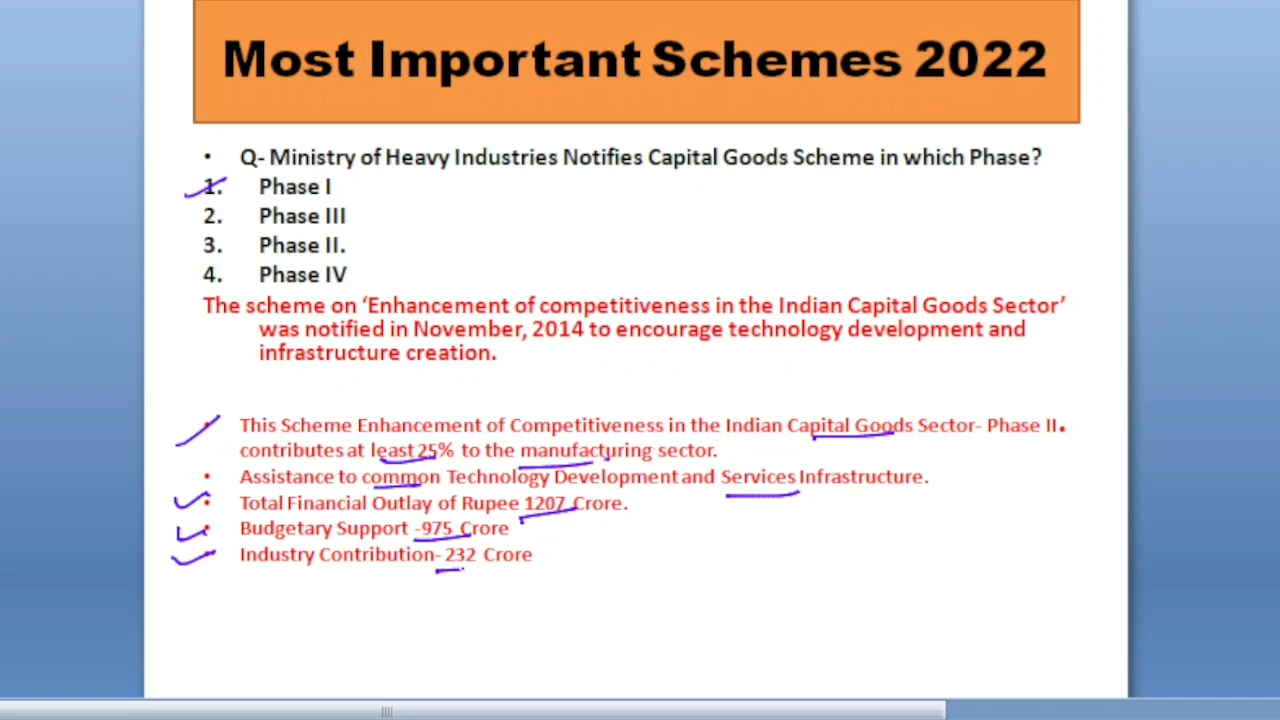 Most Important Schemes 2022
• Q- Ministry of Heavy Industries Notifies Capital Goods Scheme in which Phase?
1. Phase I
2. Phase III
3. Phase II.
4. Phase IV
The scheme on ‘Enhancement of competitiveness in the Indian Capital Goods Sector’
was notified in November, 2014 to encourage technology development and
infrastructure creation.
• This Scheme Enhancement of Competitiveness in the Indian Capital Goods Sector- Phase II.
contributes at least 25% to the manufacturing sector.
• Assistance to common Technology Development and Services Infrastructure.
• Total Financial Outlay of Rupee 1207 Crore.
• Budgetary Support -975 Crore
• Industry Contribution- 232 Crore